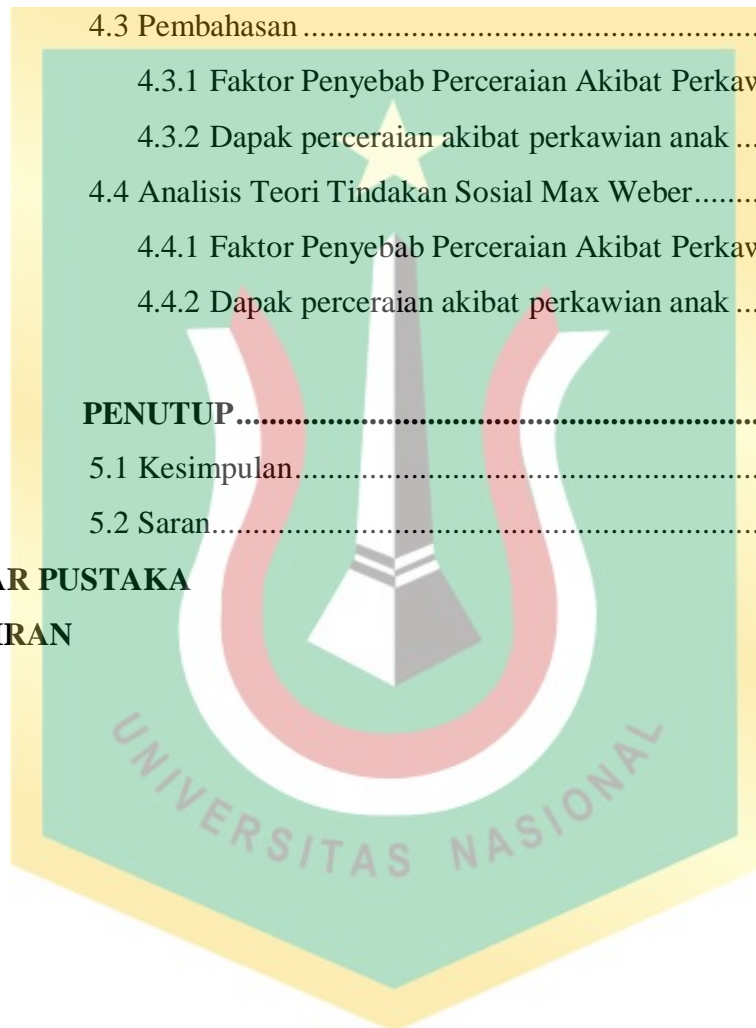 4.3 Pembahasan........................................................
4.3.1 Faktor Penyebab Perceraian Akibat Perkaw
4.3.2 Dapak perceraian akibat perkawian anak...
4.4 Analisis Teori Tindakan Sosial Max Weber........
4.4.1 Faktor Penyebab Perceraian Akibat Perkaw
4.4.2 Dapak perceraian akibat perkawian anak...
PENUTUP................................................................
5.1 Kesimpulan........................................................
5.2 Saran..................................................................
AR PUSTAKA
IRAN
UNIVERSITAS NASIONAL